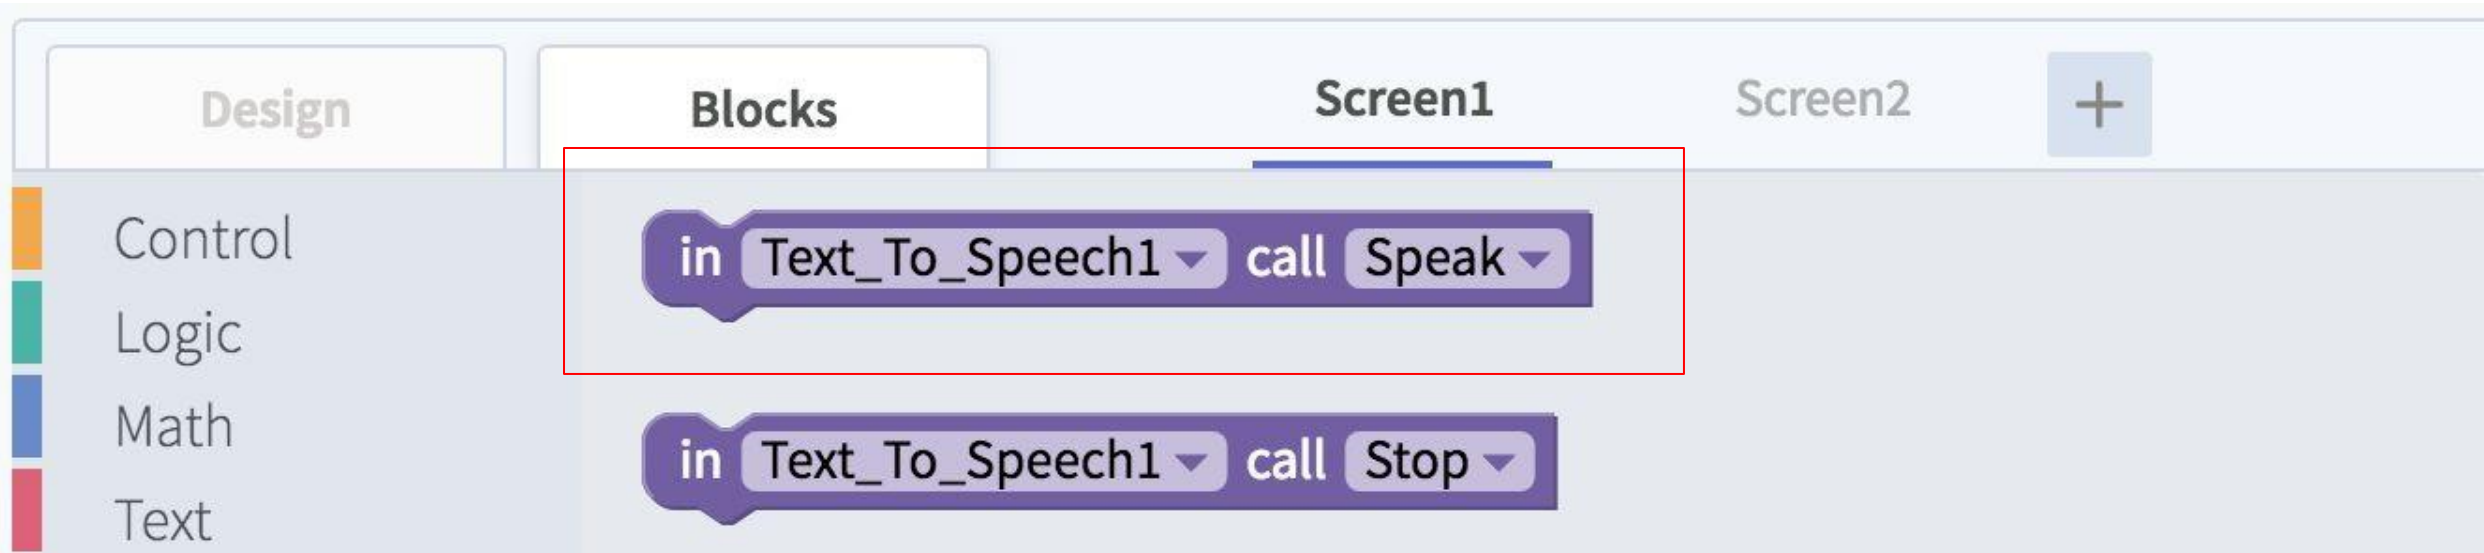 Design Blocks Screen1 Screen2 +
Control
in Text_To_Speech1 call Speak
Logic
Math
in Text_To_Speech1 call Stop
Text